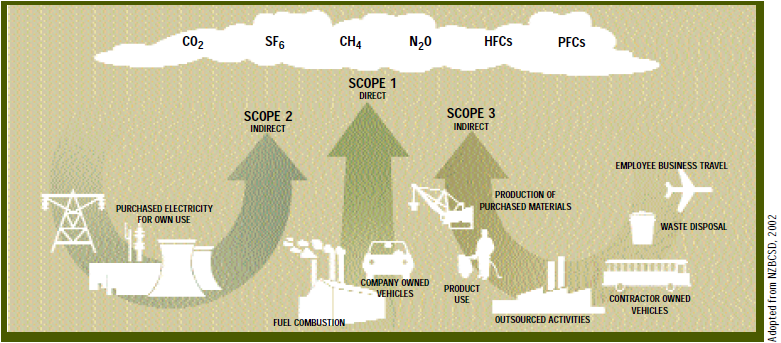 CO2 SF6 CH4 N2O HFCs PFCs
SCOPE 1
DIRECT
SCOPE 2
INDIRECT
SCOPE 3
INDIRECT
PURCHASED ELECTRICITY
FOR OWN USE
FUEL COMBUSTION
COMPANY OWNED
VEHICLES
PRODUCTION OF
PURCHASED MATERIALS
PRODUCT
USE
OUTSOURCED ACTIVITIES
EMPLOYEE BUSINESS TRAVEL
WASTE DISPOSAL
CONTRACTOR OWNED
VEHICLES
Adopted from NZBCSD, 2002